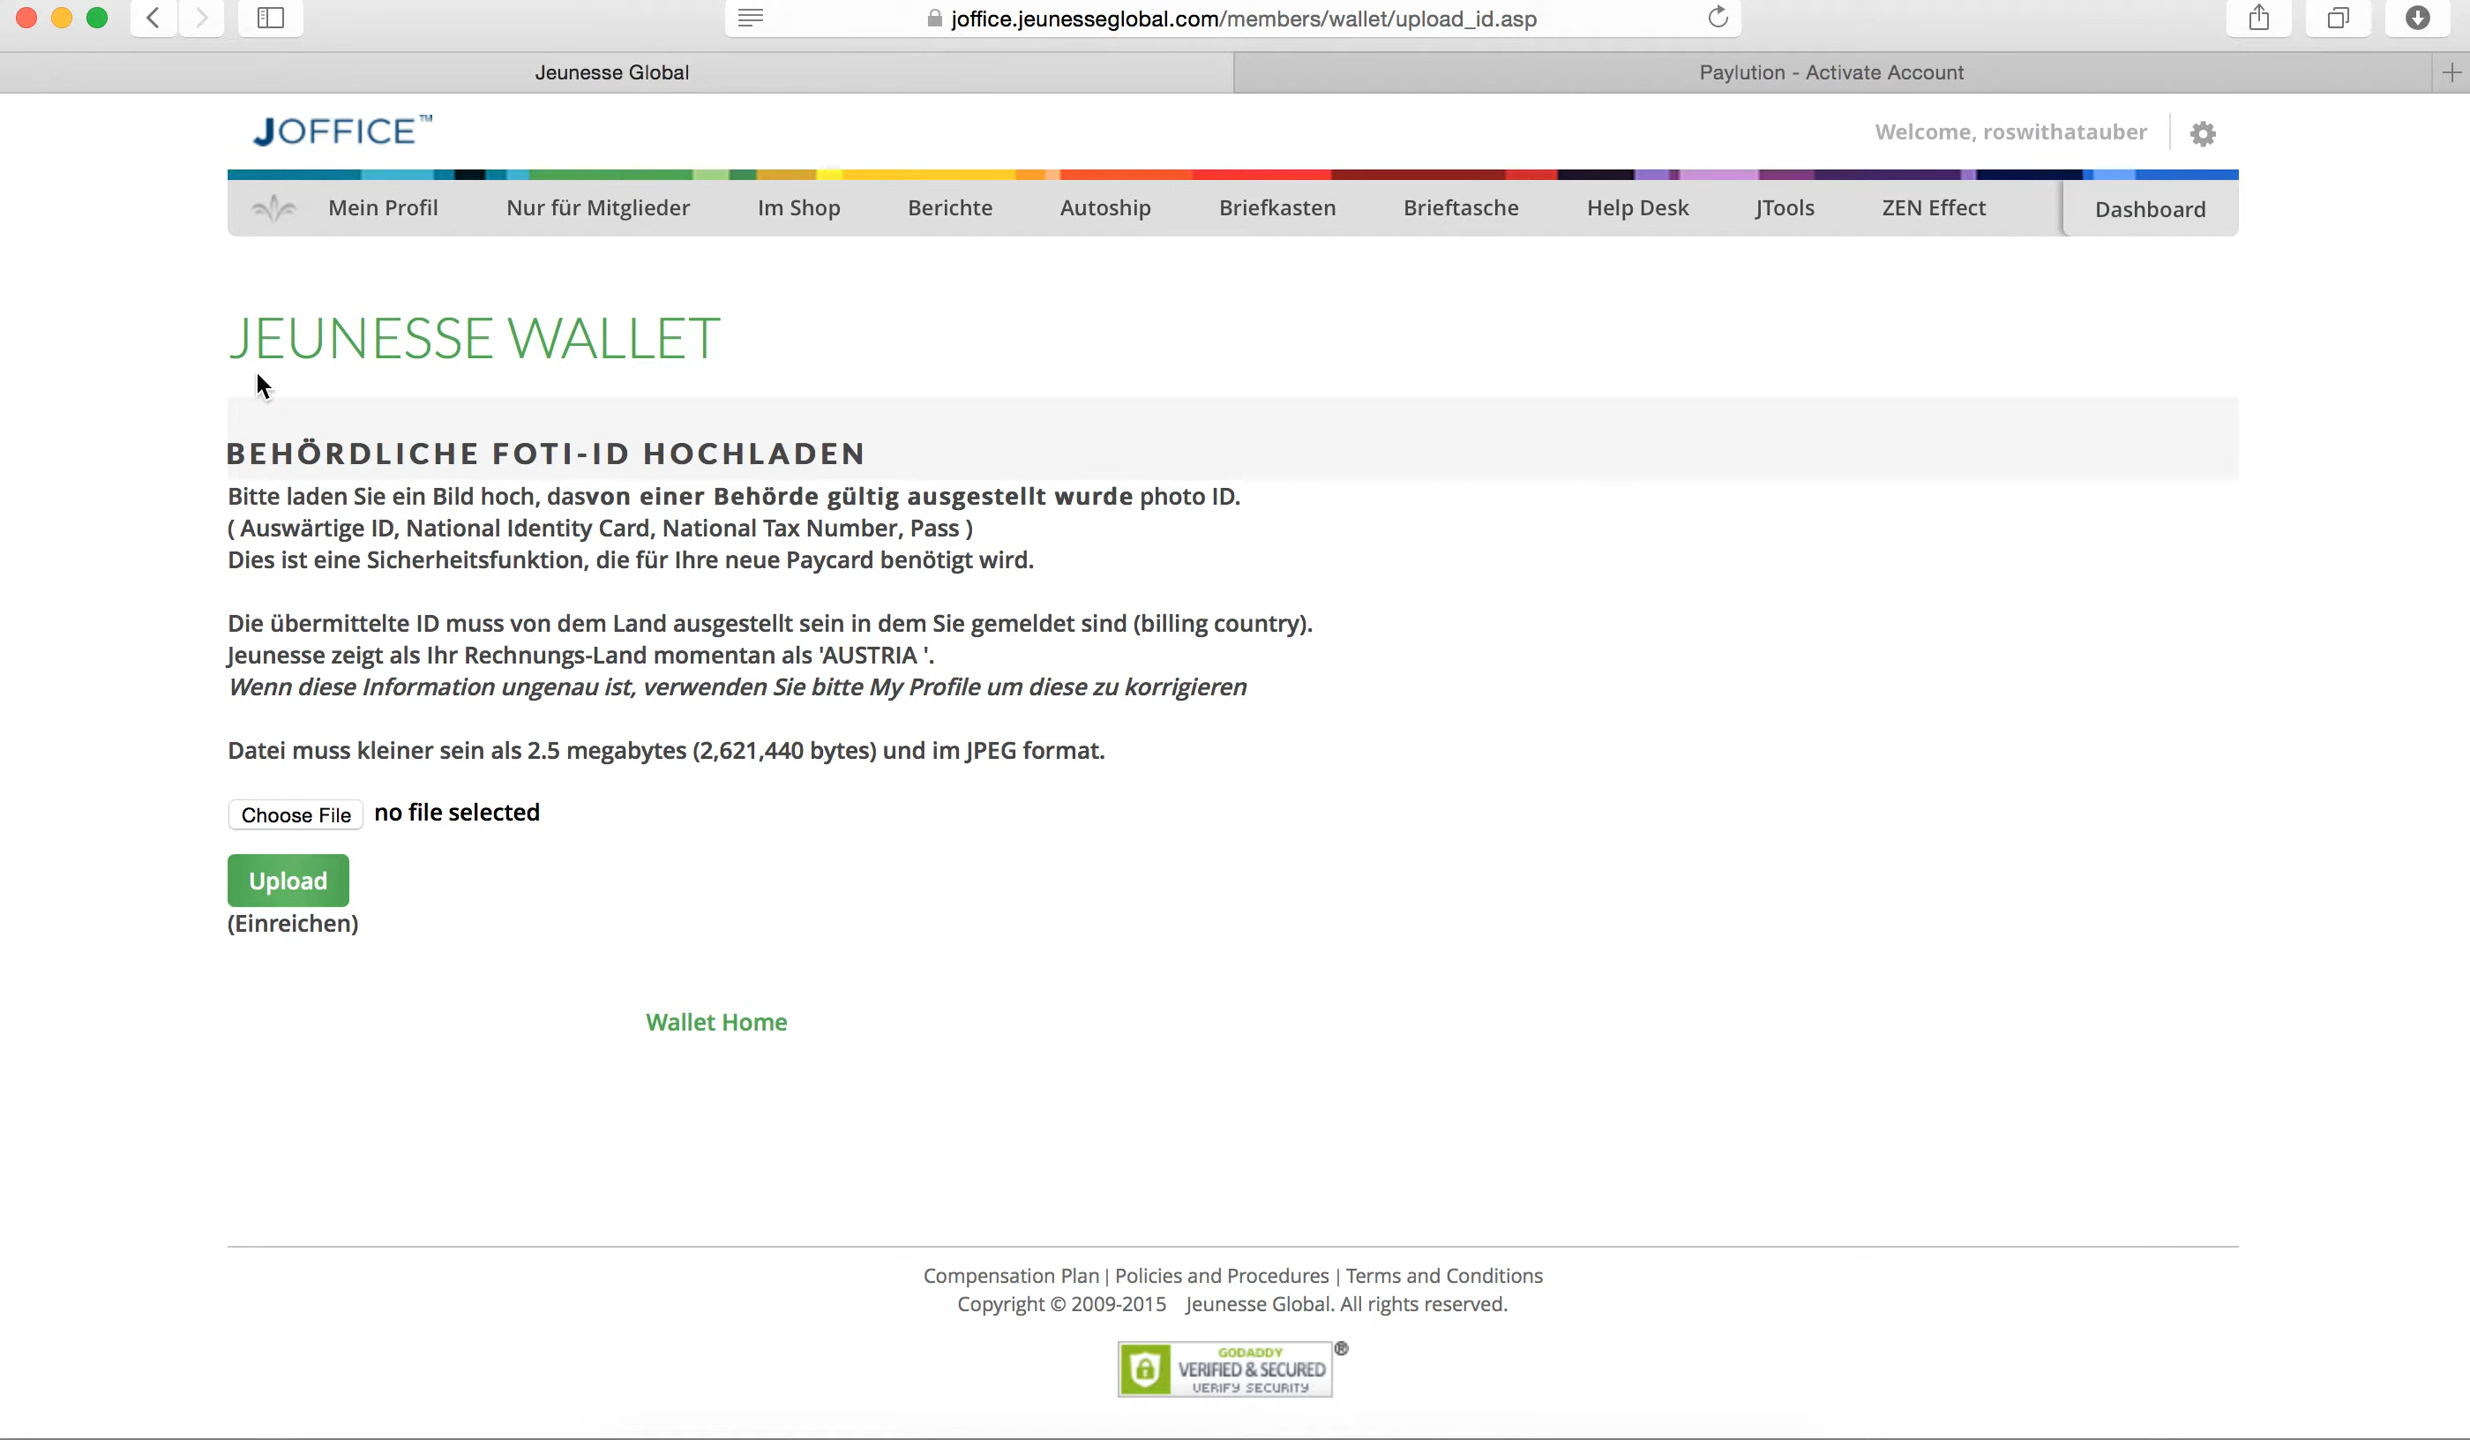 joffice.jeunesseglobal.com/members/wallet/upload_id.asp
Jeunesse Global
Paylution - Activate Account
JOFFICE™
Welcome, roswithatauber
Mein Profil
Nur für Mitglieder
Im Shop
Berichte
Autoship
Briefkasten
Brieftasche
Help Desk
JTools
ZEN Effect
Dashboard
JEUNESSE WALLET
BEHÖRDLICHE FOTI-ID HOCHLADEN
Bitte laden Sie ein Bild hoch, dasvon einer Behörde gültig ausgestellt wurde photo ID.
( Auswärtige ID, National Identity Card, National Tax Number, Pass )
Dies ist eine Sicherheitsfunktion, die für Ihre neue Paycard benötigt wird.
Die übermittelte ID muss von dem Land ausgestellt sein in dem Sie gemeldet sind (billing country).
Jeunesse zeigt als Ihr Rechnungs-Land momentan als 'AUSTRIA '.
Wenn diese Information ungenau ist, verwenden Sie bitte My Profile um diese zu korrigieren
Datei muss kleiner sein als 2.5 megabytes (2,621,440 bytes) und im JPEG format.
Choose File no file selected
Upload
(Einreichen)
Wallet Home
Compensation Plan | Policies and Procedures | Terms and Conditions
Copyright © 2009-2015 Jeunesse Global. All rights reserved.
GODADDY ®
VERIFIED & SECURED
VERIFY SECURITY